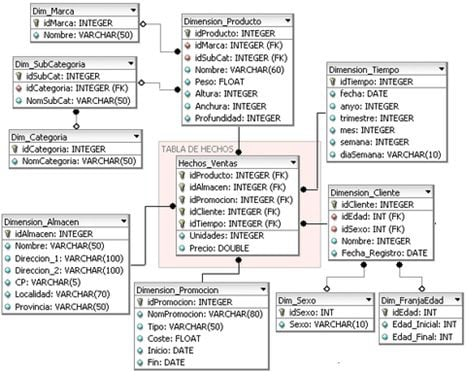 Dim_Marca
idMarca: INTEGER
Nombre: VARCHAR(50)
Dim_SubCategoria
idSubCat: INTEGER
idCategoria: INTEGER (FK)
NomSubCat: VARCHAR(50)
Dim_Categoria
idCategoria: INTEGER
NomCategoria: VARCHAR(50)
Dimension_Producto
idProducto: INTEGER
idMarca: INTEGER (FK)
idSubCat: INTEGER (FK)
Nombre: VARCHAR(60)
Peso: FLOAT
Altura: INTEGER
Anchura: INTEGER
Profundidad: INTEGER
Dimension_Tiempo
idTiempo: INTEGER
fecha: DATE
anyo: INTEGER
trimestre: INTEGER
mes: INTEGER
semana: INTEGER
diaSemana: VARCHAR(10)
TABLA DE HECHOS
Hechos_Ventas
idProducto: INTEGER (FK)
idAlmacen: INTEGER (FK)
idPromocion: INTEGER (FK)
idCliente: INTEGER (FK)
idTiempo: INTEGER (FK)
Unidades: INTEGER
Precio: DOUBLE
Dimension_Cliente
idCliente: INTEGER
idEdad: INT (FK)
idSexo: INT (FK)
Nombre: INTEGER
Fecha_Registro: DATE
Dimension_Almacen
idAlmacen: INTEGER
Nombre: VARCHAR(50)
Direccion_1: VARCHAR(100)
Direccion_2: VARCHAR(100)
CP: VARCHAR(5)
Localidad: VARCHAR(70)
Provincia: VARCHAR(50)
Dimension_Promocion
idPromocion: INTEGER
NomPromocion: VARCHAR(80)
Tipo: VARCHAR(50)
Coste: FLOAT
Inicio: DATE
Fin: DATE
Dim_Sexo
idSexo: INT
Sexo: VARCHAR(10)
Dim_FranjaEdad
idEdad: INT
Edad_Inicial: INT
Edad_Final: INT